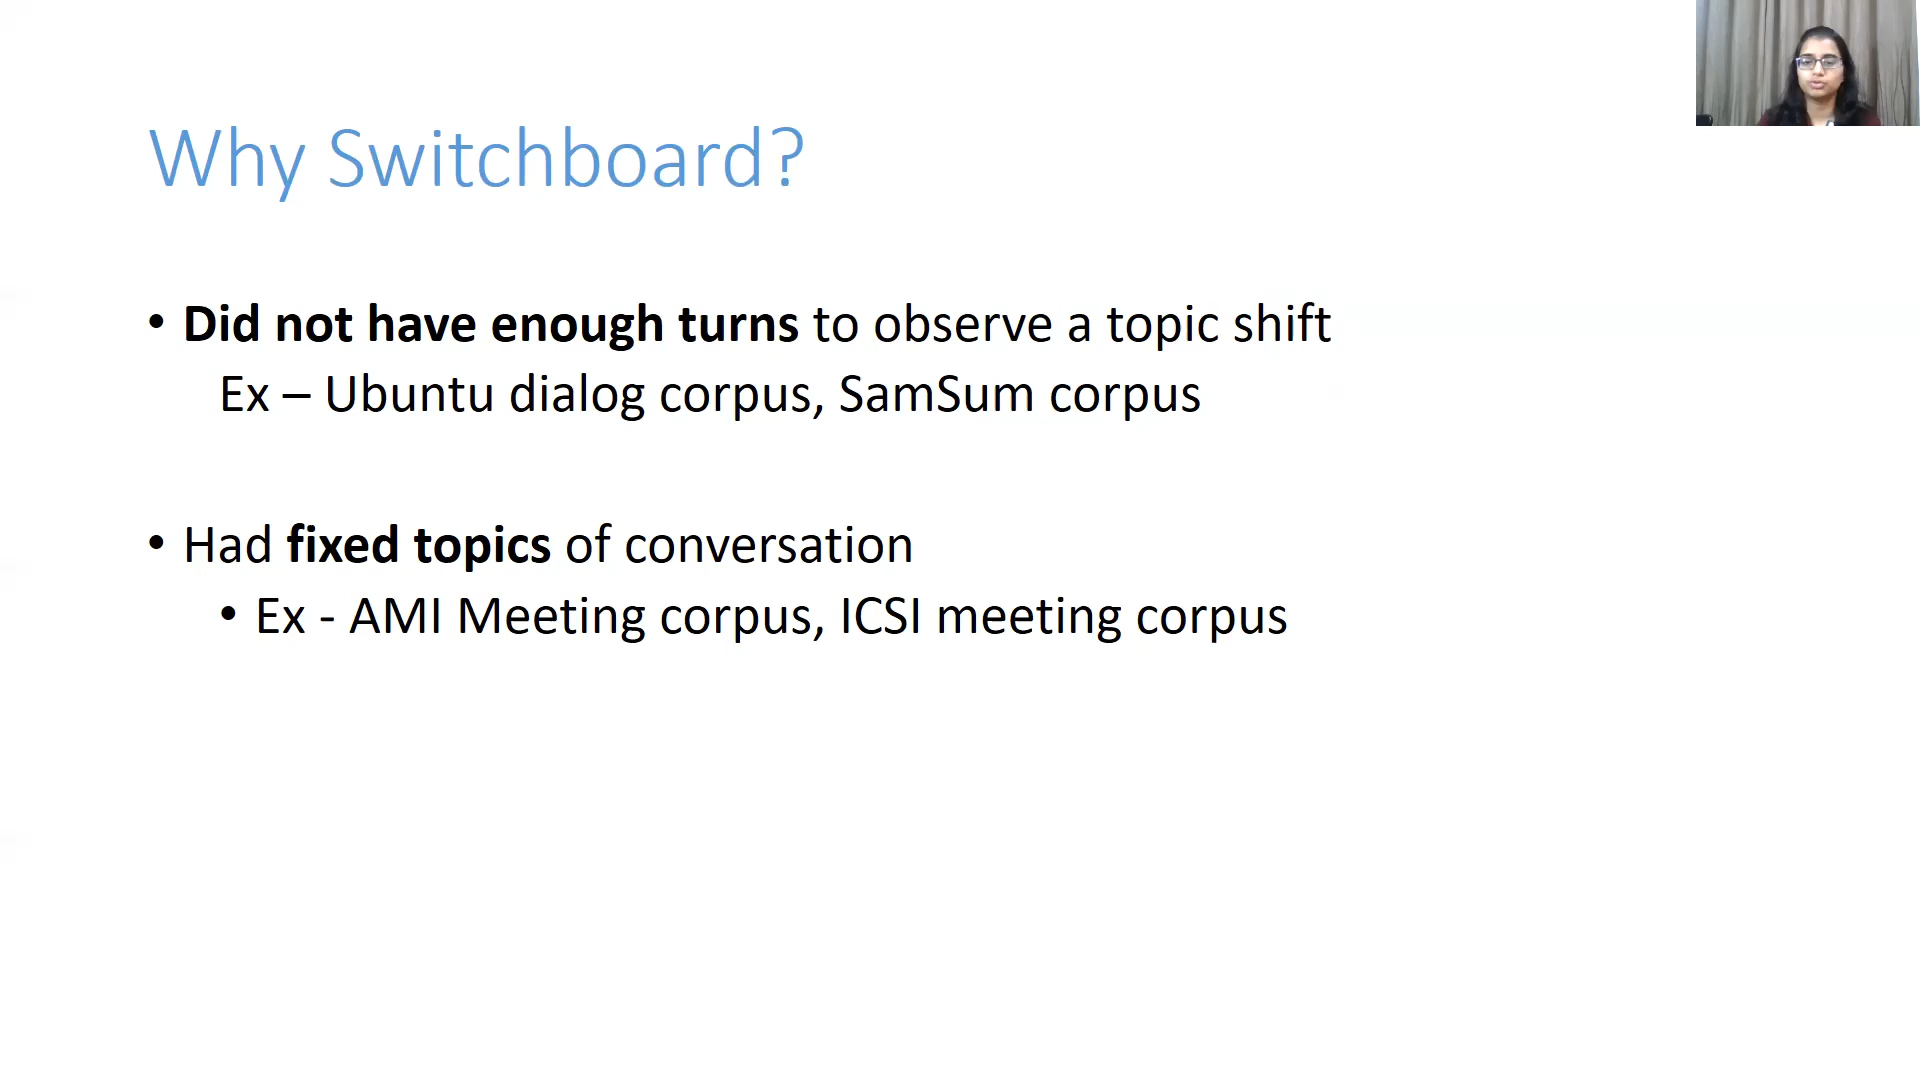 Why Switchboard?
• Did not have enough turns to observe a topic shift
Ex – Ubuntu dialog corpus, SamSum corpus
• Had fixed topics of conversation
• Ex - AMI Meeting corpus, ICSI meeting corpus